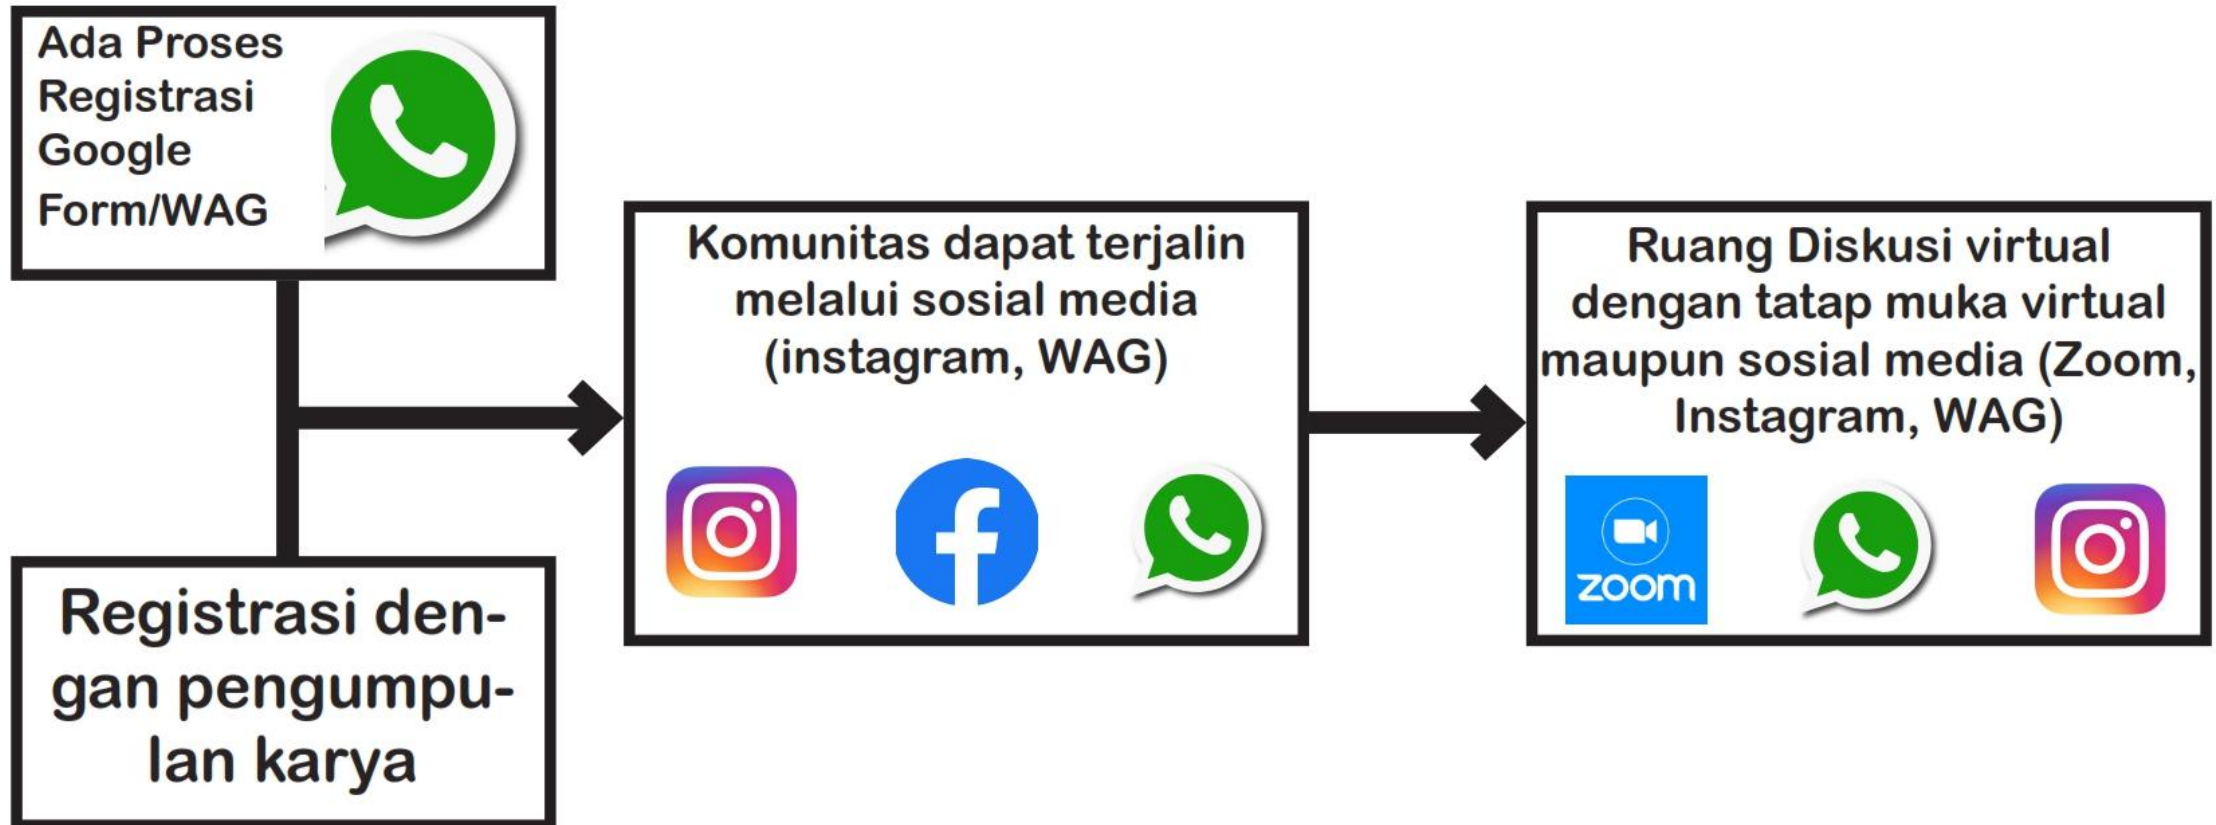 Ada Proses
Registrasi
Google
Form/WAG
Registrasi den-
gan pengumpu-
lan karya
Komunitas dapat terjalin
melalui sosial media
(instagram, WAG)
Ruang Diskusi virtual
dengan tatap muka virtual
maupun sosial media (Zoom,
Instagram, WAG)
zoom